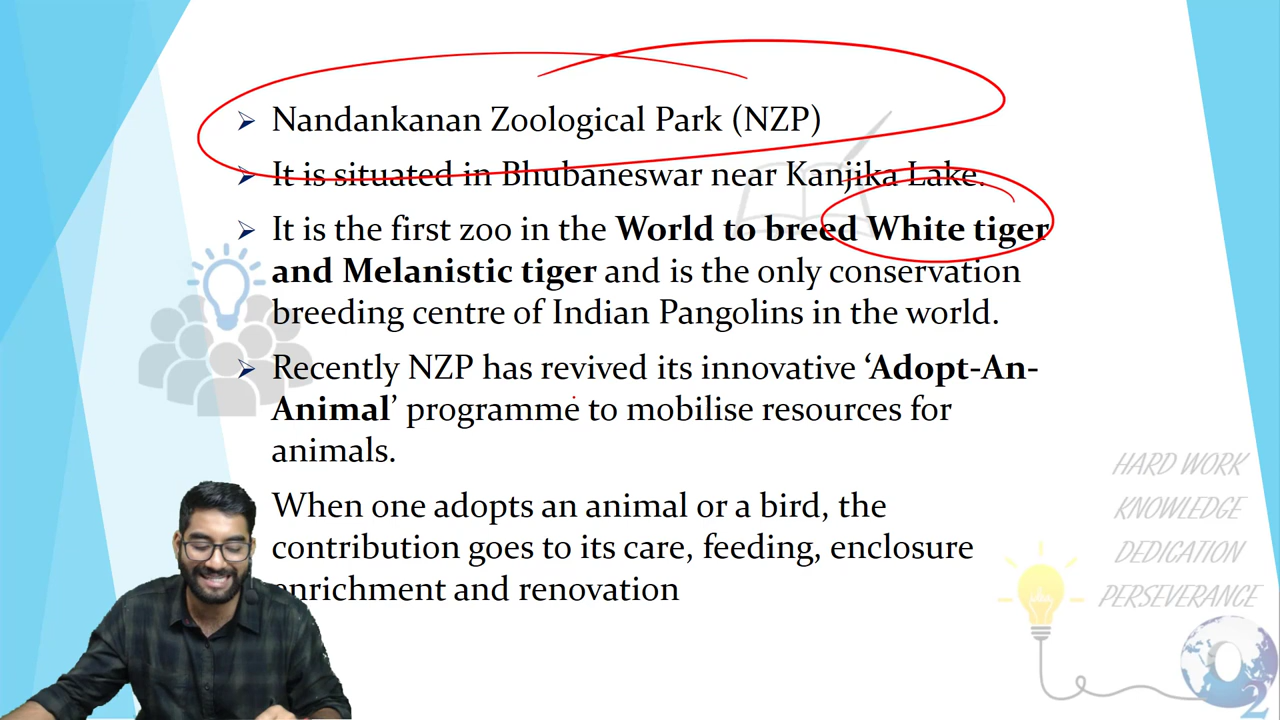 Nandankanan Zoological Park (NZP)
It is situated in Bhubaneswar near Kanjika Lake.
It is the first zoo in the World to breed White tiger
and Melanistic tiger and is the only conservation
breeding centre of Indian Pangolins in the world.
Recently NZP has revived its innovative ‘Adopt-An-
Animal’ programme to mobilise resources for
animals.
When one adopts an animal or a bird, the
contribution goes to its care, feeding, enclosure
enrichment and renovation
HARD WORK
KNOWLEDGE
DEDICATION
PERSEVERANCE
O2